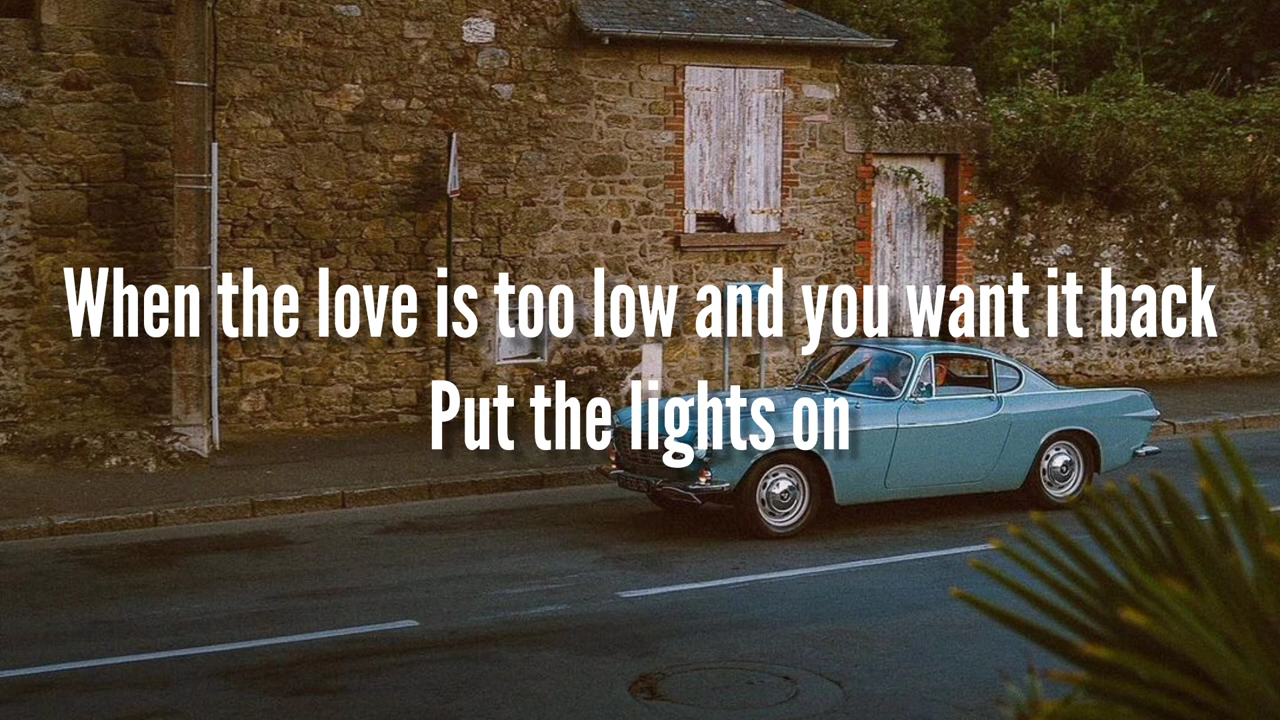 When the love is too low and you want it back
Put the lights on